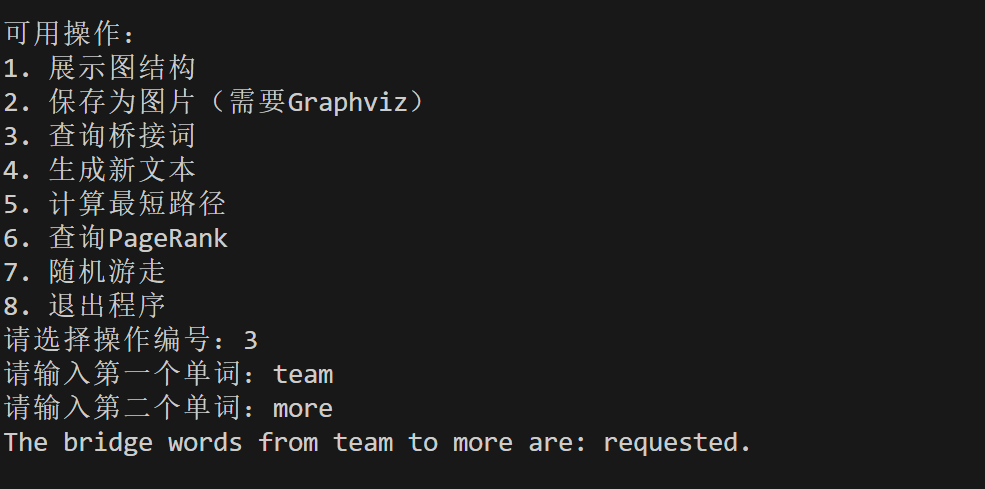 可用操作：
1. 展示图结构
2. 保存为图片（需要Graphviz）
3. 查询桥接词
4. 生成新文本
5. 计算最短路径
6. 查询PageRank
7. 随机游走
8. 退出程序
请选择操作编号：3
请输入第一个单词：team
请输入第二个单词：more
The bridge words from team to more are: requested.